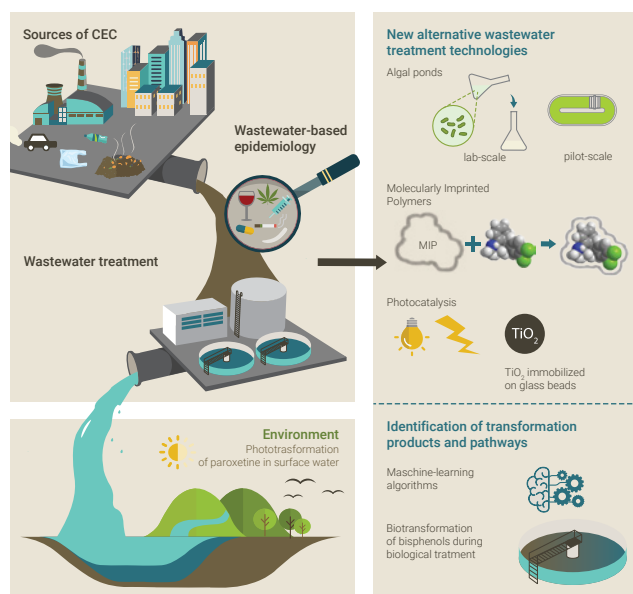 Sources of CEC
Wastewater-based
epidemiology
Wastewater treatment
Environment
Phototrasformation
of paroxetine in surface water
New alternative wastewater
treatment technologies
Algal ponds
lab-scale
pilot-scale
Molecularly Imprinted
Polymers
MIP
Photocatalysis
TiO2
TiO2 immobilized
on glass beads
Identification of transformation
products and pathways
Maschine-learning
algorithms
Biotransformation
of bisphenols during
biological tratment